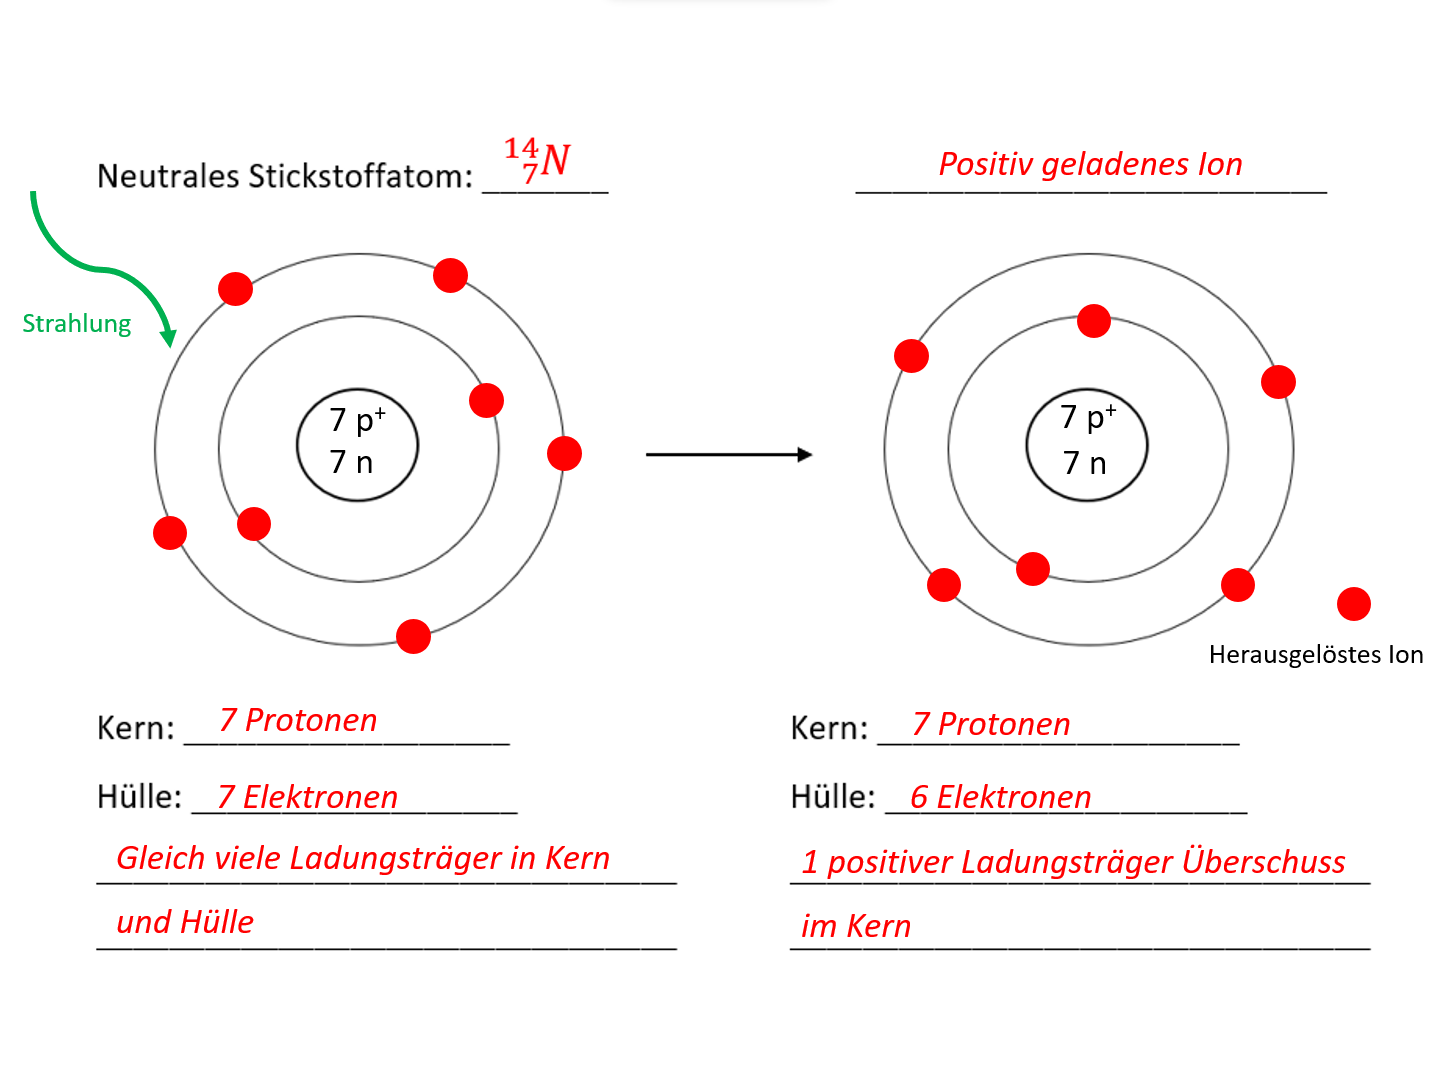 Neutrales Stickstoffatom: ¹⁴₇N
Positiv geladenes Ion
Strahlung
7 p⁺
7 n
7 p⁺
7 n
Herausgelöstes Ion
Kern: 7 Protonen
Hülle: 7 Elektronen
Gleich viele Ladungsträger in Kern
und Hülle
Kern: 7 Protonen
Hülle: 6 Elektronen
1 positiver Ladungsträger Überschuss
im Kern